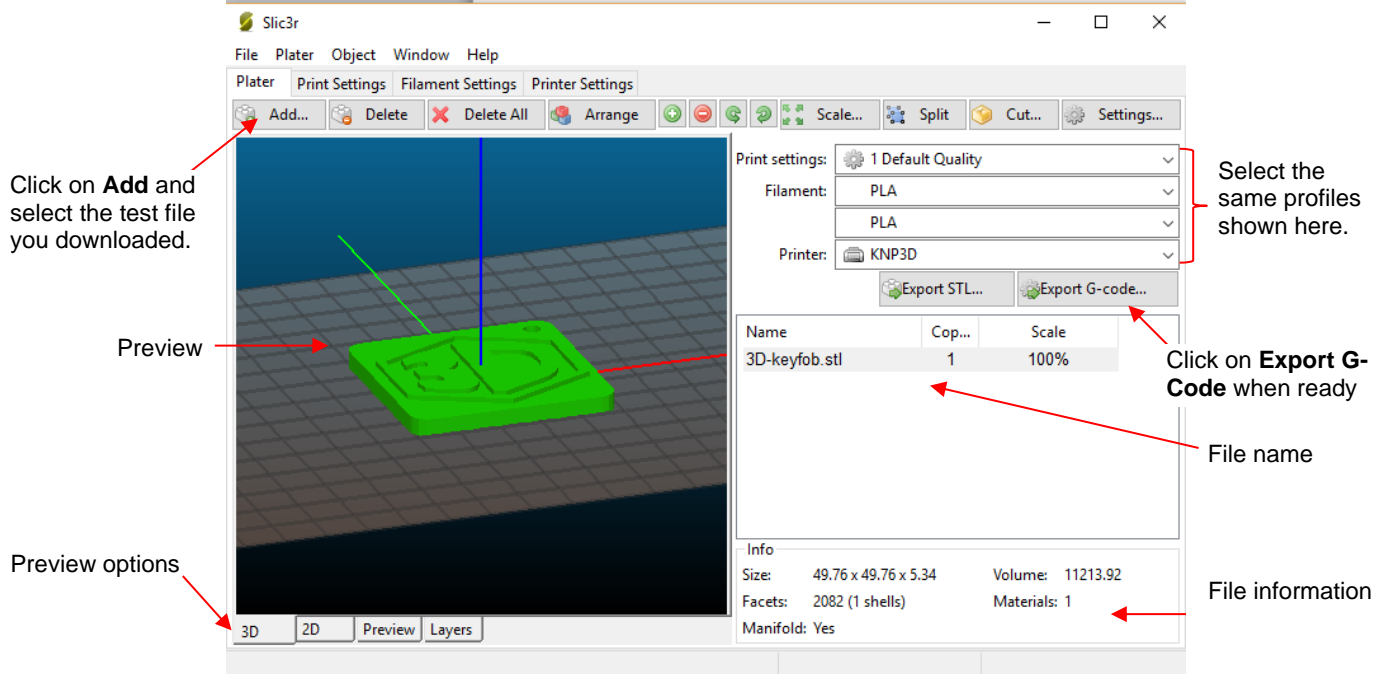 Slic3r
File Plater Object Window Help
Plater Print Settings Filament Settings Printer Settings
Add... Delete Delete All Arrange Scale... Split Cut... Settings...
Print settings: 1 Default Quality
Filament: PLA
PLA
Printer: KNP3D
Export STL... Export G-code...
Name Cop... Scale
3D-keyfob.stl 1 100%
Info
Size: 49.76 x 49.76 x 5.34 Volume: 11213.92
Facets: 2082 (1 shells) Materials: 1
Manifold: Yes
3D 2D Preview Layers
Click on Add and
select the test file
you downloaded.
Preview
Preview options
Select the
same profiles
shown here.
Click on Export G-
Code when ready
File name
File information